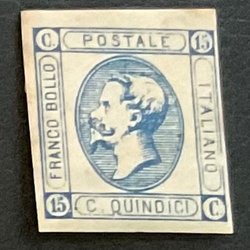 C. POSTALE 15
FRANCO BOLLO
ITALIANO
15 C. QUINDICI C.